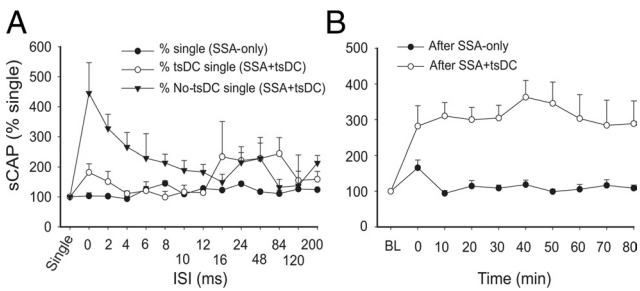 A
B
600
500
400
300
200
100
0
sCAP (% single)
% single (SSA-only)
% tsDC single (SSA+tsDC)
% No-tsDC single (SSA+tsDC)
Single 0 2 4 6 8 10 12 16 24 48 84 120 200
ISI (ms)
500
400
300
200
100
0
After SSA-only
After SSA+tsDC
BL 0 10 20 30 40 50 60 70 80
Time (min)